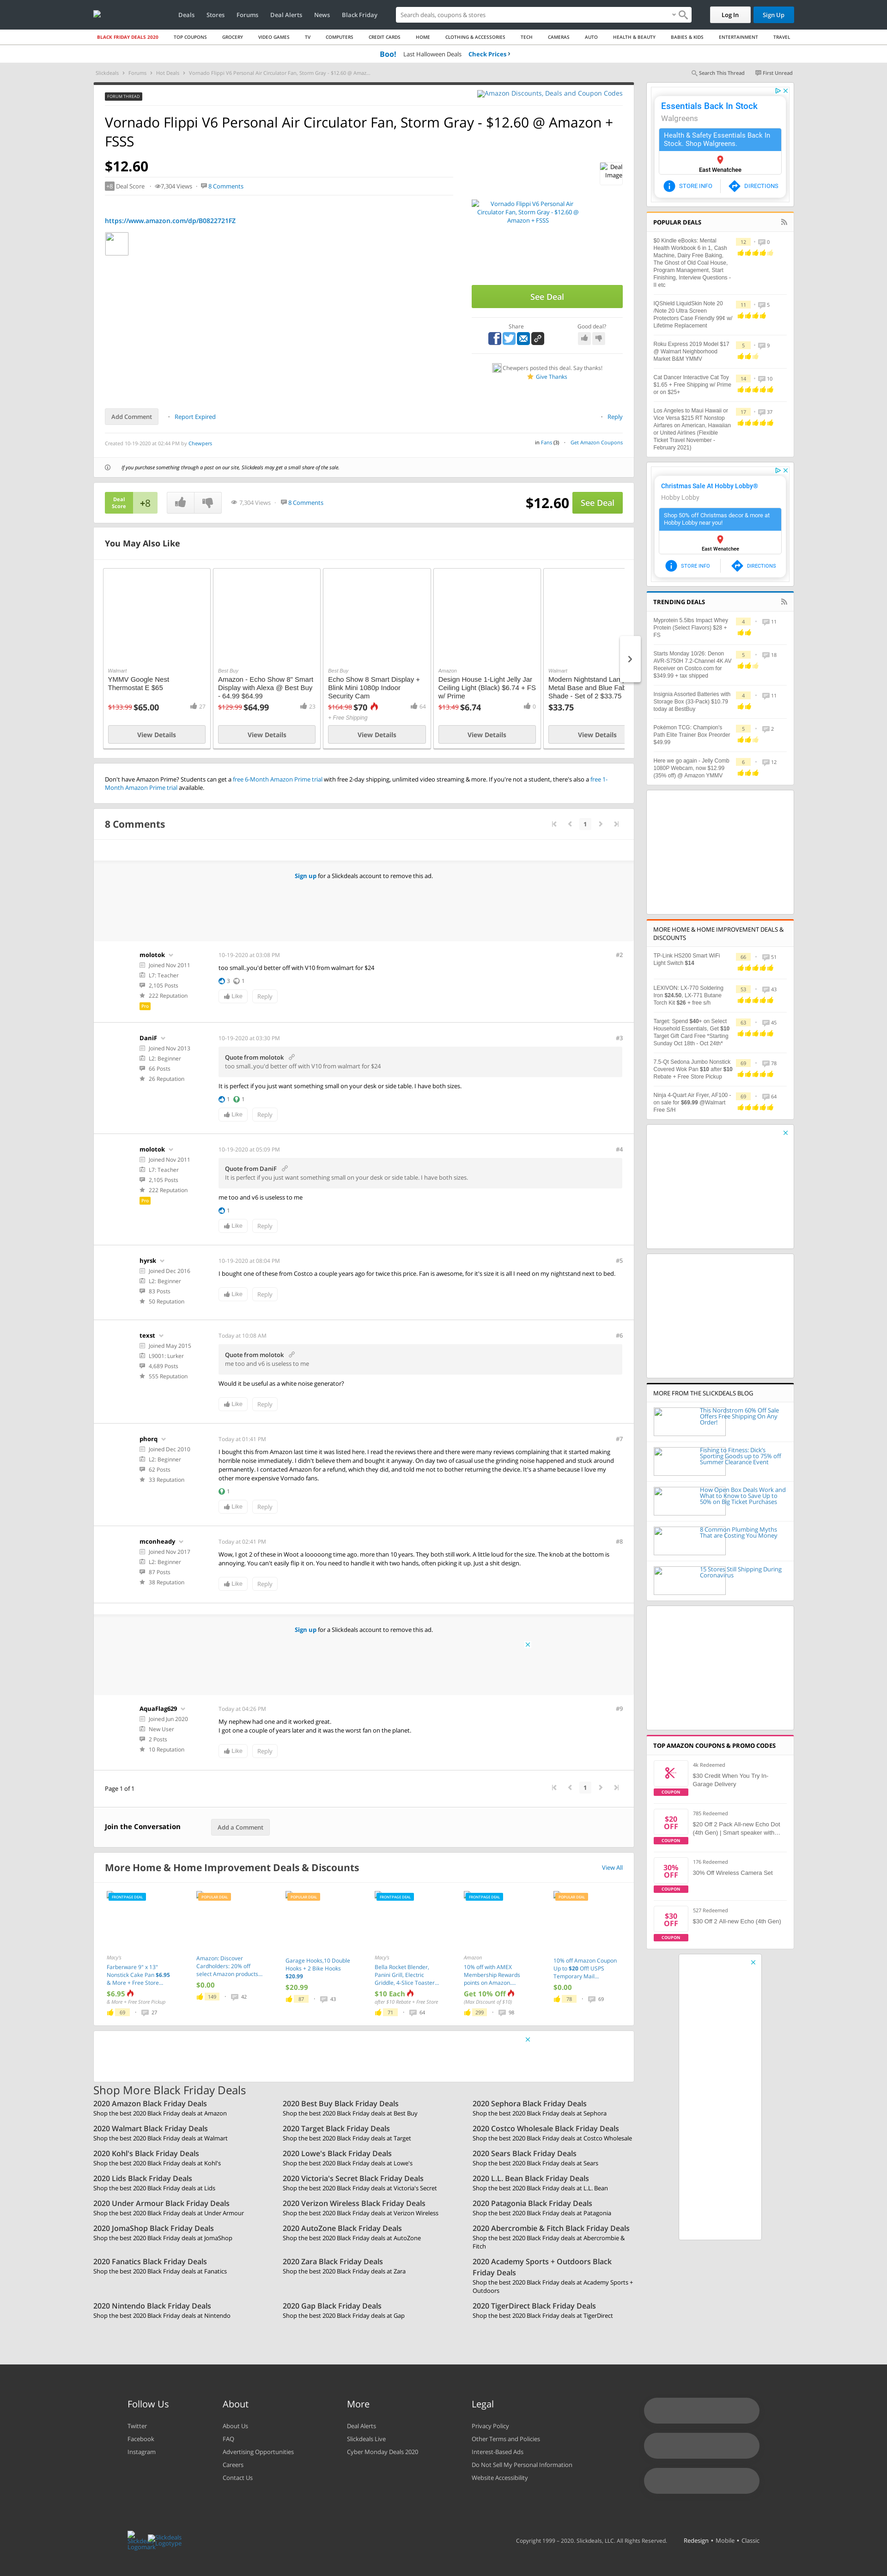 Deals
Stores
Forums
Deal Alerts
News
Black Friday
Search deals, coupons & stores
Log In
Sign Up
BLACK FRIDAY DEALS 2020
TOP COUPONS
GROCERY
VIDEO GAMES
TV
COMPUTERS
CREDIT CARDS
HOME
CLOTHING & ACCESSORIES
TECH
CAMERAS
AUTO
HEALTH & BEAUTY
BABIES & KIDS
ENTERTAINMENT
TRAVEL
Boo! Last Halloween Deals Check Prices
Slickdeals > Forums > Hot Deals > Vornado Flippi V6 Personal Air Circulator Fan, Storm Gray - $12.60 @ Amaz...
Search This Thread
First Unread
FORUM THREAD
Amazon Discounts, Deals and Coupon Codes
Vornado Flippi V6 Personal Air Circulator Fan, Storm Gray - $12.60 @ Amazon + FSSS
$12.60
Deal Image
+8 Deal Score
7,304 Views
8 Comments
https://www.amazon.com/dp/B0822721FZ
Vornado Flippi V6 Personal Air Circulator Fan, Storm Gray - $12.60 @ Amazon + FSSS
See Deal
Share
Good deal?
Chewpers posted this deal. Say thanks!
Give Thanks
Add Comment
Report Expired
Reply
Created 10-19-2020 at 02:44 PM by Chewpers
in Fans (3)
Get Amazon Coupons
If you purchase something through a post on our site, Slickdeals may get a small share of the sale.
Deal Score
+8
7,304 Views
8 Comments
$12.60
See Deal
You May Also Like
Walmart
YMMV Google Nest Thermostat E $65
$133.99 $65.00
27
View Details
Best Buy
Amazon - Echo Show 8" Smart Display with Alexa @ Best Buy - 64.99 $64.99
$129.99 $64.99
23
View Details
Best Buy
Echo Show 8 Smart Display + Blink Mini 1080p Indoor Security Cam
$164.98 $70
+ Free Shipping
64
View Details
Amazon
Design House 1-Light Jelly Jar Ceiling Light (Black) $6.74 + FS w/ Prime
$13.49 $6.74
0
View Details
Walmart
Modern Nightstand Lam
Metal Base and Blue Fab
Shade - Set of 2 $33.75
$33.75
View Details
Don't have Amazon Prime? Students can get a free 6-Month Amazon Prime trial with free 2-day shipping, unlimited video streaming & more. If you're not a student, there's also a free 1-Month Amazon Prime trial available.
8 Comments
1
Sign up for a Slickdeals account to remove this ad.
molotok
Joined Nov 2011
L7: Teacher
2,105 Posts
222 Reputation
Pro
10-19-2020 at 03:08 PM
#2
too small..you'd better off with V10 from walmart for $24
3
1
Like
Reply
DaniF
Joined Nov 2013
L2: Beginner
66 Posts
26 Reputation
10-19-2020 at 03:30 PM
#3
Quote from molotok
too small..you'd better off with V10 from walmart for $24
It is perfect if you just want something small on your desk or side table. I have both sizes.
1
1
Like
Reply
molotok
Joined Nov 2011
L7: Teacher
2,105 Posts
222 Reputation
Pro
10-19-2020 at 05:09 PM
#4
Quote from DaniF
It is perfect if you just want something small on your desk or side table. I have both sizes.
me too and v6 is useless to me
1
Like
Reply
hyrsk
Joined Dec 2016
L2: Beginner
83 Posts
50 Reputation
10-19-2020 at 08:04 PM
#5
I bought one of these from Costco a couple years ago for twice this price. Fan is awesome, for it's size it is all I need on my nightstand next to bed.
Like
Reply
texst
Joined May 2015
L9001: Lurker
4,689 Posts
555 Reputation
Today at 10:08 AM
#6
Quote from molotok
me too and v6 is useless to me
Would it be useful as a white noise generator?
Like
Reply
phorq
Joined Dec 2010
L2: Beginner
62 Posts
33 Reputation
Today at 01:41 PM
#7
I bought this from Amazon last time it was listed here. I read the reviews there and there were many reviews complaining that it started making horrible noise immediately. I didn't believe them and bought it anyway. On day two of casual use the grinding noise happened and stuck around permanently. I contacted Amazon for a refund, which they did, and told me not to bother returning the device. It's a shame because I love my other more expensive Vornado fans.
1
Like
Reply
mconheady
Joined Nov 2017
L2: Beginner
87 Posts
38 Reputation
Today at 02:41 PM
#8
Wow, I got 2 of these in Woot a looooong time ago. more than 10 years. They both still work. A little loud for the size. The knob at the bottom is annoying. You can't easily flip it on. You need to handle it with two hands, often picking it up. Just a shit design.
Like
Reply
Sign up for a Slickdeals account to remove this ad.
AquaFlag629
Joined Jun 2020
New User
2 Posts
10 Reputation
Today at 04:26 PM
#9
My nephew had one and it worked great.
I got one a couple of years later and it was the worst fan on the planet.
Like
Reply
Page 1 of 1
1
Join the Conversation
Add a Comment
More Home & Home Improvement Deals & Discounts
View All
FRONTPAGE DEAL
Macy's
Farberware 9" x 13" Nonstick Cake Pan $6.95 & More + Free Store...
$6.95
& More + Free Store Pickup
69
27
POPULAR DEAL
Amazon: Discover Cardholders: 20% off select Amazon products...
$0.00
149
42
POPULAR DEAL
Garage Hooks,10 Double Hooks + 2 Bike Hooks $20.99
$20.99
87
43
FRONTPAGE DEAL
Macy's
Bella Rocket Blender, Panini Grill, Electric Griddle, 4-Slice Toaster...
$10 Each
after $10 Rebate + Free Store
71
64
FRONTPAGE DEAL
Amazon
10% off with AMEX Membership Rewards points on Amazon....
Get 10% Off
(Max Discount of $10)
299
98
POPULAR DEAL
10% off Amazon Coupon Up to $20 Off! USPS Temporary Mail...
$0.00
78
69
Shop More Black Friday Deals
2020 Amazon Black Friday Deals
Shop the best 2020 Black Friday deals at Amazon
2020 Best Buy Black Friday Deals
Shop the best 2020 Black Friday deals at Best Buy
2020 Sephora Black Friday Deals
Shop the best 2020 Black Friday deals at Sephora
2020 Walmart Black Friday Deals
Shop the best 2020 Black Friday deals at Walmart
2020 Target Black Friday Deals
Shop the best 2020 Black Friday deals at Target
2020 Costco Wholesale Black Friday Deals
Shop the best 2020 Black Friday deals at Costco Wholesale
2020 Kohl's Black Friday Deals
Shop the best 2020 Black Friday deals at Kohl's
2020 Lowe's Black Friday Deals
Shop the best 2020 Black Friday deals at Lowe's
2020 Sears Black Friday Deals
Shop the best 2020 Black Friday deals at Sears
2020 Lids Black Friday Deals
Shop the best 2020 Black Friday deals at Lids
2020 Victoria's Secret Black Friday Deals
Shop the best 2020 Black Friday deals at Victoria's Secret
2020 L.L. Bean Black Friday Deals
Shop the best 2020 Black Friday deals at L.L. Bean
2020 Under Armour Black Friday Deals
Shop the best 2020 Black Friday deals at Under Armour
2020 Verizon Wireless Black Friday Deals
Shop the best 2020 Black Friday deals at Verizon Wireless
2020 Patagonia Black Friday Deals
Shop the best 2020 Black Friday deals at Patagonia
2020 JomaShop Black Friday Deals
Shop the best 2020 Black Friday deals at JomaShop
2020 AutoZone Black Friday Deals
Shop the best 2020 Black Friday deals at AutoZone
2020 Abercrombie & Fitch Black Friday Deals
Shop the best 2020 Black Friday deals at Abercrombie & Fitch
2020 Fanatics Black Friday Deals
Shop the best 2020 Black Friday deals at Fanatics
2020 Zara Black Friday Deals
Shop the best 2020 Black Friday deals at Zara
2020 Academy Sports + Outdoors Black Friday Deals
Shop the best 2020 Black Friday deals at Academy Sports + Outdoors
2020 Nintendo Black Friday Deals
Shop the best 2020 Black Friday deals at Nintendo
2020 Gap Black Friday Deals
Shop the best 2020 Black Friday deals at Gap
2020 TigerDirect Black Friday Deals
Shop the best 2020 Black Friday deals at TigerDirect
Essentials Back In Stock
Walgreens
Health & Safety Essentials Back In Stock. Shop Walgreens.
East Wenatchee
STORE INFO
DIRECTIONS
POPULAR DEALS
$0 Kindle eBooks: Mental Health Workbook 6 in 1, Cash Machine, Dairy Free Baking, The Ghost of Old Coal House, Program Management, Start Finishing, Interview Questions - II etc
12
0
IQShield LiquidSkin Note 20 /Note 20 Ultra Screen Protectors Case Friendly 99¢ w/ Lifetime Replacement
11
5
Roku Express 2019 Model $17 @ Walmart Neighborhood Market B&M YMMV
5
9
Cat Dancer Interactive Cat Toy $1.65 + Free Shipping w/ Prime or on $25+
14
10
Los Angeles to Maui Hawaii or Vice Versa $215 RT Nonstop Airfares on American, Hawaiian or United Airlines (Flexible Ticket Travel November - February 2021)
17
37
Christmas Sale At Hobby Lobby®
Hobby Lobby
Shop 50% off Christmas decor & more at Hobby Lobby near you!
East Wenatchee
STORE INFO
DIRECTIONS
TRENDING DEALS
Myprotein 5.5lbs Impact Whey Protein (Select Flavors) $28 + FS
4
11
Starts Monday 10/26: Denon AVR-S750H 7.2-Channel 4K AV Receiver on Costco.com for $349.99 + tax shipped
5
18
Insignia Assorted Batteries with Storage Box (33-Pack) $10.79 today at BestBuy
4
11
Pokémon TCG: Champion's Path Elite Trainer Box Preorder $49.99
5
2
Here we go again - Jelly Comb 1080P Webcam, now $12.99 (35% off) @ Amazon YMMV
6
12
MORE HOME & HOME IMPROVEMENT DEALS & DISCOUNTS
TP-Link HS200 Smart WiFi Light Switch $14
66
51
LEXIVON: LX-770 Soldering Iron $24.50, LX-771 Butane Torch Kit $26 + free s/h
53
43
Target: Spend $40+ on Select Household Essentials, Get $10 Target Gift Card Free *Starting Sunday Oct 18th - Oct 24th*
63
45
7.5-Qt Sedona Jumbo Nonstick Covered Wok Pan $10 after $10 Rebate + Free Store Pickup
69
78
Ninja 4-Quart Air Fryer, AF100 - on sale for $69.99 @Walmart Free S/H
69
64
MORE FROM THE SLICKDEALS BLOG
This Nordstrom 60% Off Sale Offers Free Shipping On Any Order!
Fishing to Fitness: Dick's Sporting Goods up to 75% off Summer Clearance Event
How Open Box Deals Work and What to Know to Save Up to 50% on Big Ticket Purchases
8 Common Plumbing Myths That are Costing You Money
15 Stores Still Shipping During Coronavirus
TOP AMAZON COUPONS & PROMO CODES
COUPON
4k Redeemed
$30 Credit When You Try In-Garage Delivery
$20 OFF
COUPON
785 Redeemed
$20 Off 2 Pack All-new Echo Dot (4th Gen) | Smart speaker with...
30% OFF
COUPON
176 Redeemed
30% Off Wireless Camera Set
$30 OFF
COUPON
527 Redeemed
$30 Off 2 All-new Echo (4th Gen)
Follow Us
Twitter
Facebook
Instagram
About
About Us
FAQ
Advertising Opportunities
Careers
Contact Us
More
Deal Alerts
Slickdeals Live
Cyber Monday Deals 2020
Legal
Privacy Policy
Other Terms and Policies
Interest-Based Ads
Do Not Sell My Personal Information
Website Accessibility
Copyright 1999 – 2020. Slickdeals, LLC. All Rights Reserved.
Redesign • Mobile • Classic